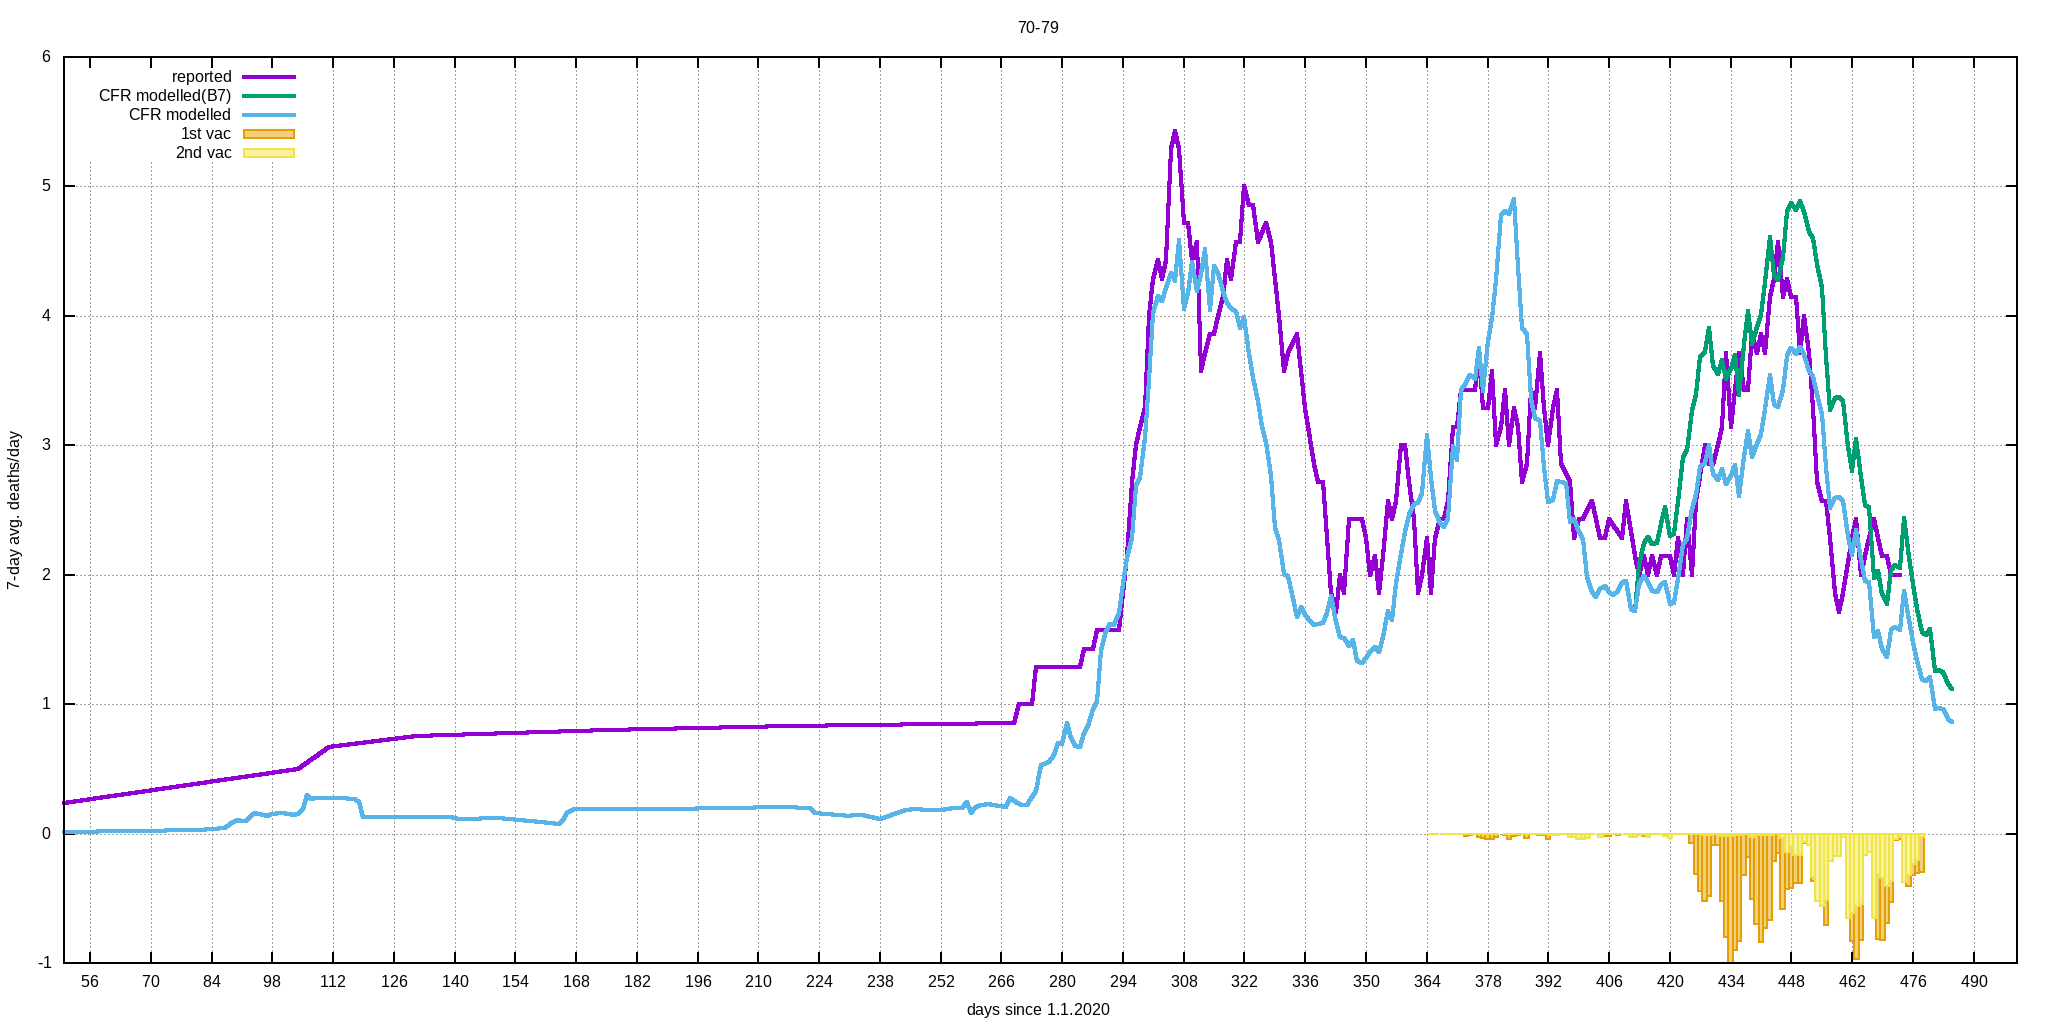 70-79
reported
CFR modelled(B7)
CFR modelled
1st vac
2nd vac
6
5
4
3
2
1
0
-1
7-day avg. deaths/day
56 70 84 98 112 126 140 154 168 182 196 210 224 238 252 266 280 294 308 322 336 350 364 378 392 406 420 434 448 462 476 490
days since 1.1.2020